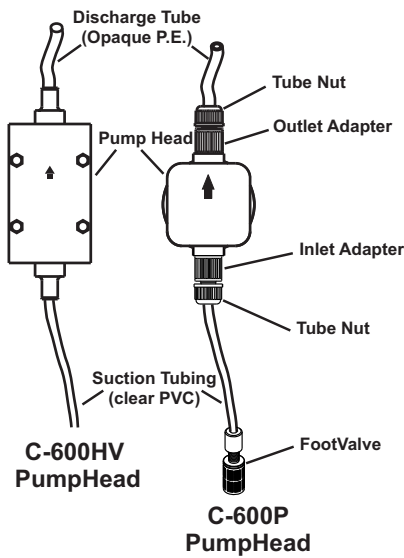 Discharge Tube
(Opaque P.E.)
Tube Nut
Outlet Adapter
Pump Head
Inlet Adapter
Tube Nut
Suction Tubing
(clear PVC)
FootValve
C-600HV
PumpHead
C-600P
PumpHead